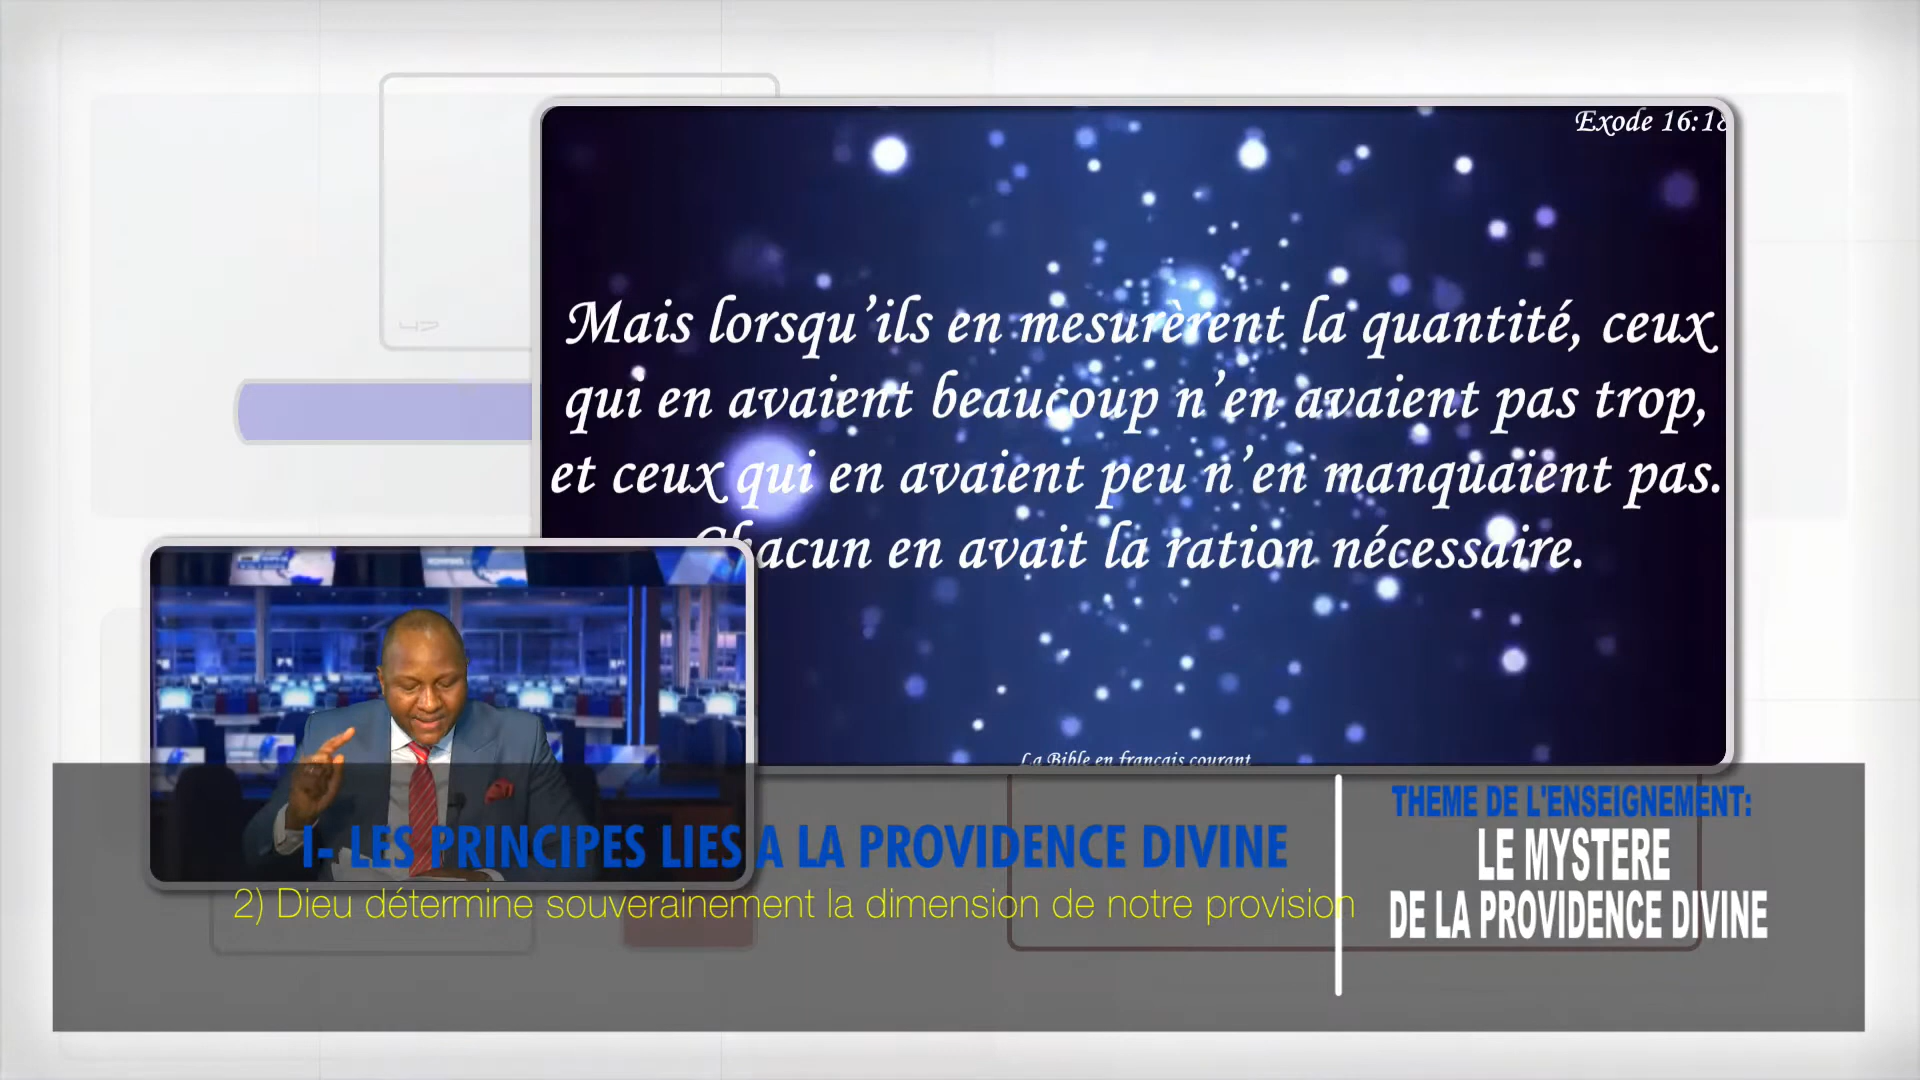 Exode 16:18
Mais lorsqu’ils en mesurèrent la quantité, ceux
qui en avaient beaucoup n’en avaient pas trop,
et ceux qui en avaient peu n’en manquaient pas.
Chacun en avait la ration nécessaire.
La Bible en français courant
I- LES PRINCIPES LIES A LA PROVIDENCE DIVINE
2) Dieu détermine souverainement la dimension de notre provision
THEME DE L'ENSEIGNEMENT:
LE MYSTERE
DE LA PROVIDENCE DIVINE